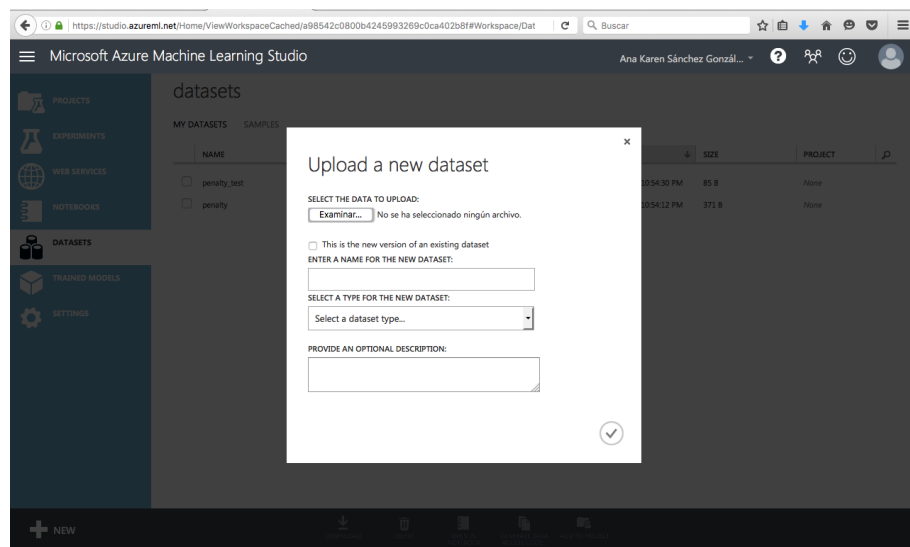 https://studio.azureml.net/Home/ViewWorkspaceCached/a98542c0800b4245993269c0ca402b8f#Workspace/Dat
Buscar
Microsoft Azure Machine Learning Studio
Ana Karen Sánchez Gonzál...
PROJECTS
EXPERIMENTS
WEB SERVICES
NOTEBOOKS
DATASETS
TRAINED MODELS
SETTINGS
datasets
MY DATASETS SAMPLES
NAME SIZE PROJECT
penalty_test 10:54:30 PM 85 B None
penalty 10:54:12 PM 371 B None
Upload a new dataset
SELECT THE DATA TO UPLOAD:
Examinar... No se ha seleccionado ningún archivo.
This is the new version of an existing dataset
ENTER A NAME FOR THE NEW DATASET:
SELECT A TYPE FOR THE NEW DATASET:
Select a dataset type...
PROVIDE AN OPTIONAL DESCRIPTION:
NEW